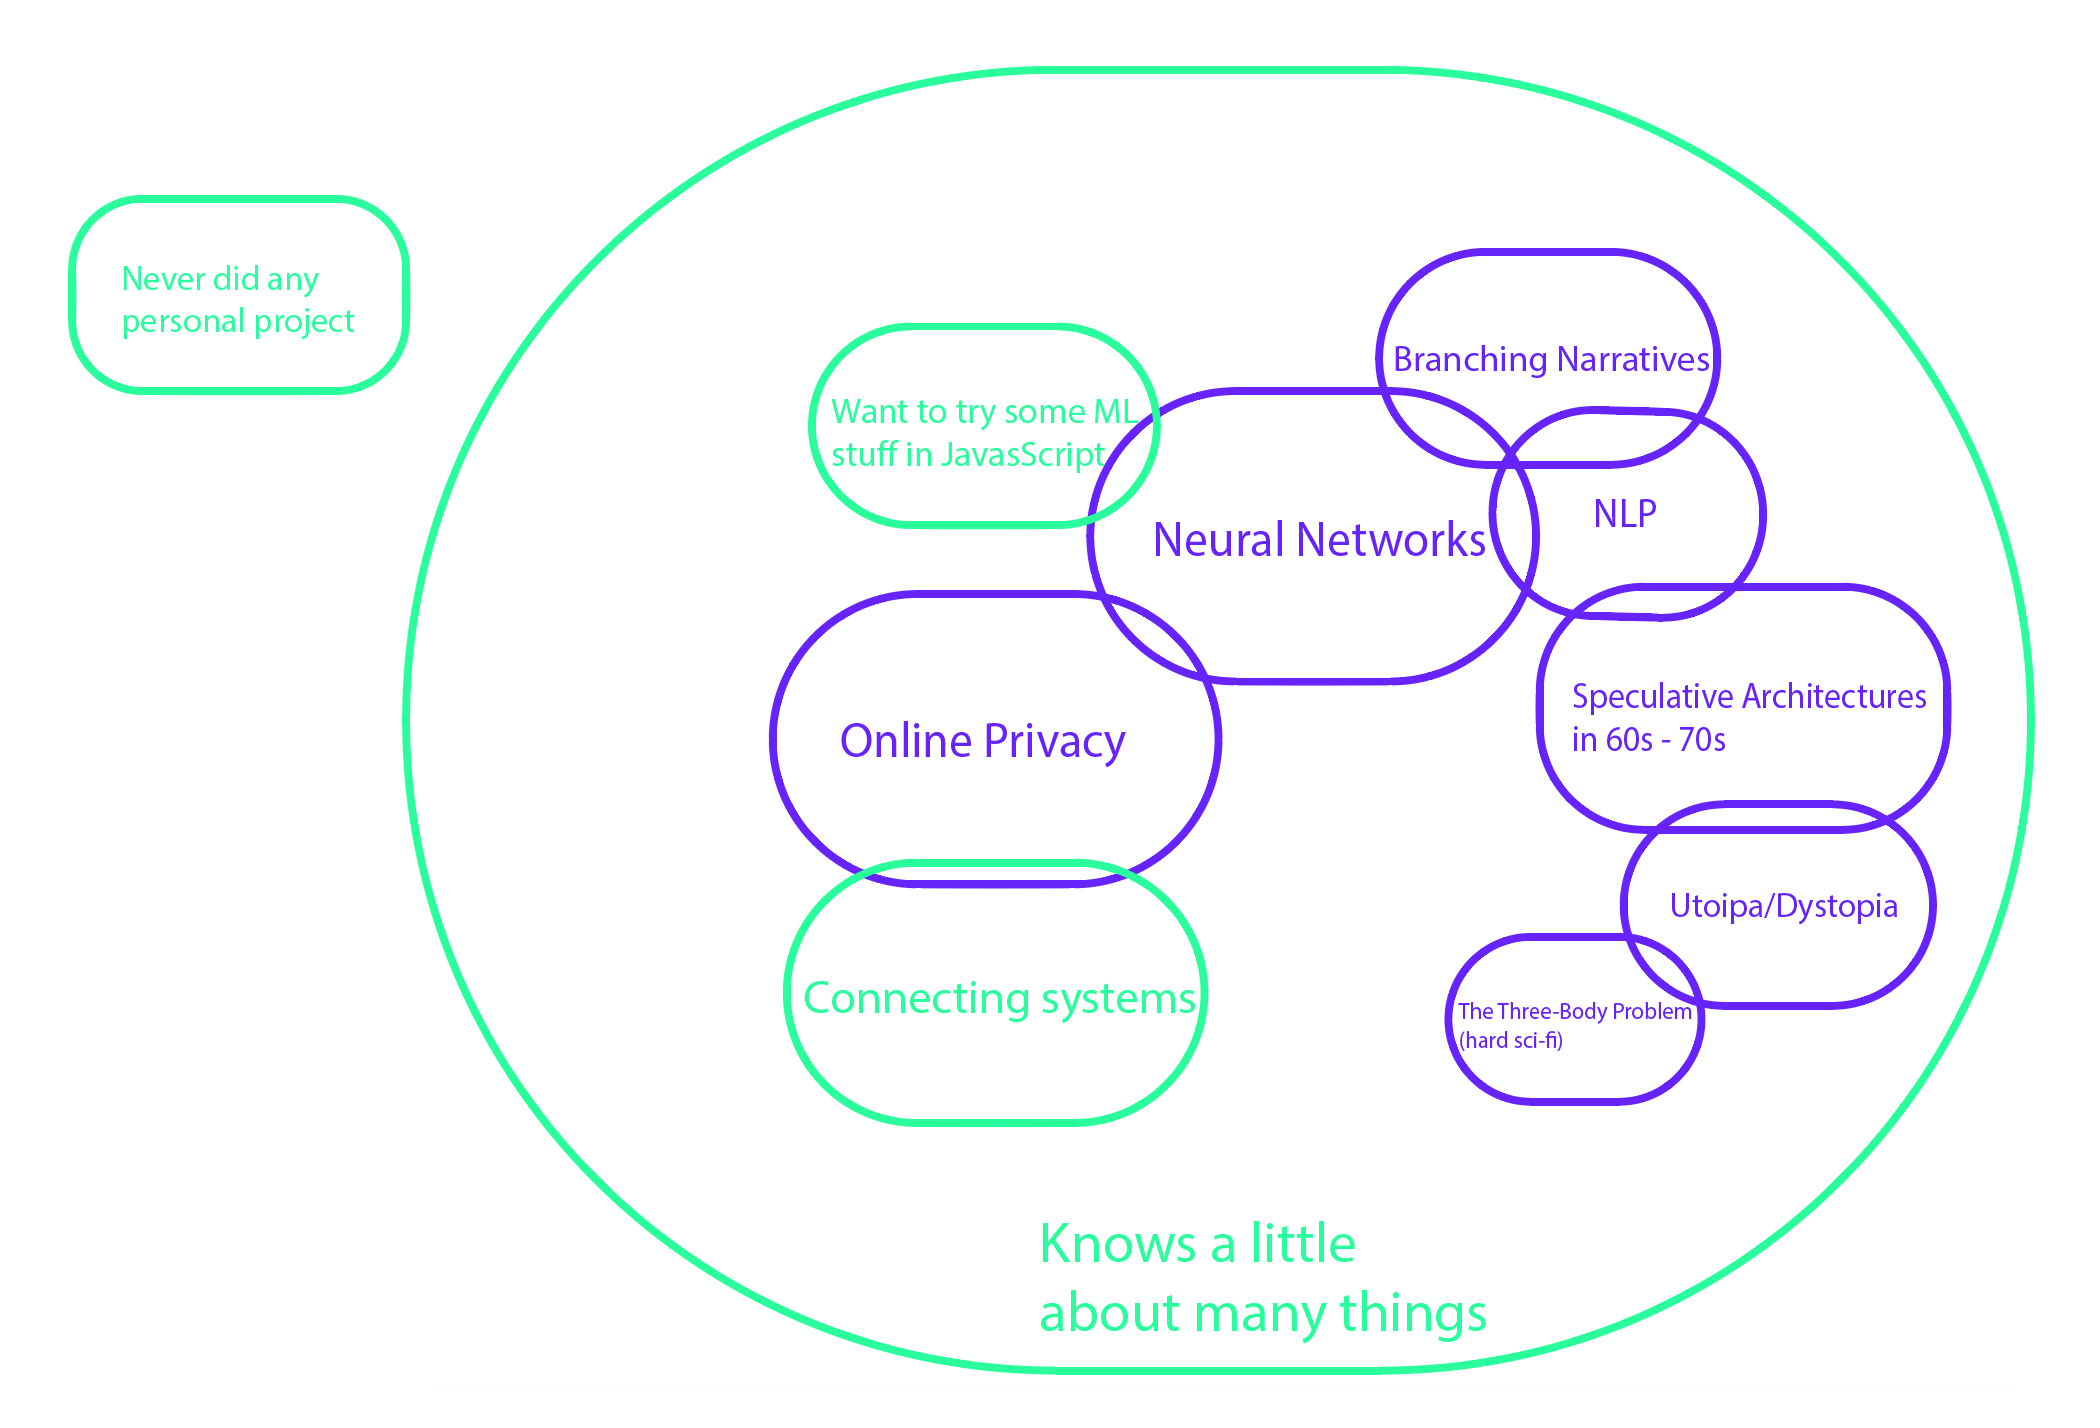 Never did any
personal project
Want to try some ML
stuff in JavasScript
Branching Narratives
Neural Networks
NLP
Online Privacy
Speculative Architectures
in 60s - 70s
Utoipa/Dystopia
Connecting systems
The Three-Body Problem
(hard sci-fi)
Knows a little
about many things